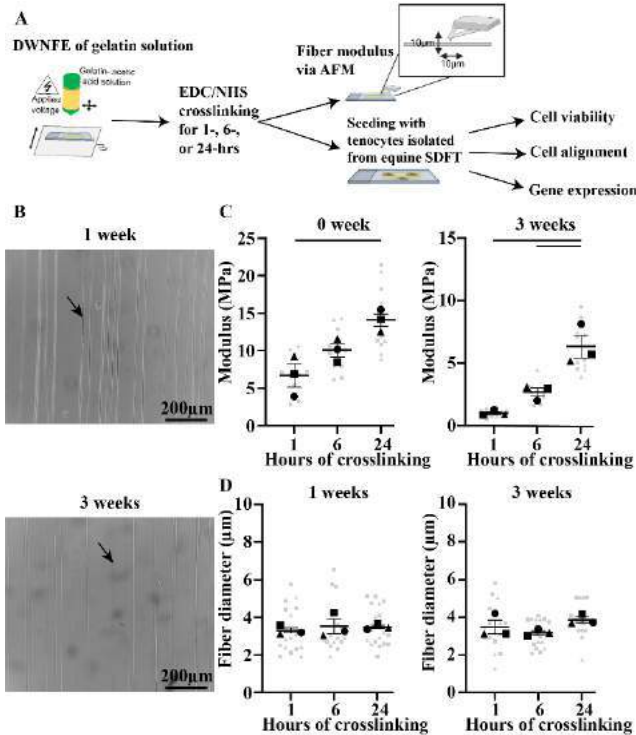 A
DWNFE of gelatin solution
Gelatin-acetic
acid solution
Applied
voltage
EDC/NHS
crosslinking
for 1-, 6-,
or 24-hrs
Fiber modulus
via AFM
10μm
10μm
Seeding with
tenocytes isolated
from equine SDFT
Cell viability
Cell alignment
Gene expression
B
1 week
200μm
3 weeks
200μm
C
0 week
Modulus (MPa)
25
20
15
10
5
0
1 6 24
Hours of crosslinking
3 weeks
Modulus (MPa)
15
10
5
0
1 6 24
Hours of crosslinking
D
1 weeks
Fiber diameter (μm)
10
8
6
4
2
0
1 6 24
Hours of crosslinking
3 weeks
Fiber diameter (μm)
10
8
6
4
2
0
1 6 24
Hours of crosslinking